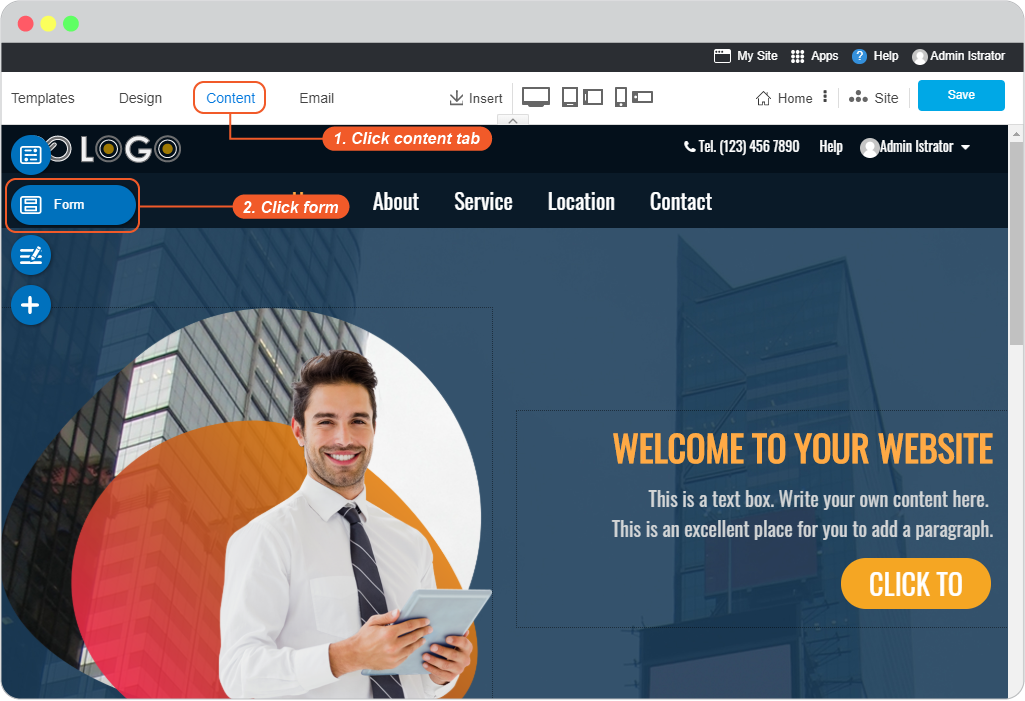 My Site Apps ? Help Admin Istrator
Templates Design Content Email Insert Home Site Save
1. Click content tab
LOGO Tel. (123) 456 7890 Help Admin Istrator
Form
2. Click form
About Service Location Contact
WELCOME TO YOUR WEBSITE
This is a text box. Write your own content here.
This is an excellent place for you to add a paragraph.
CLICK TO